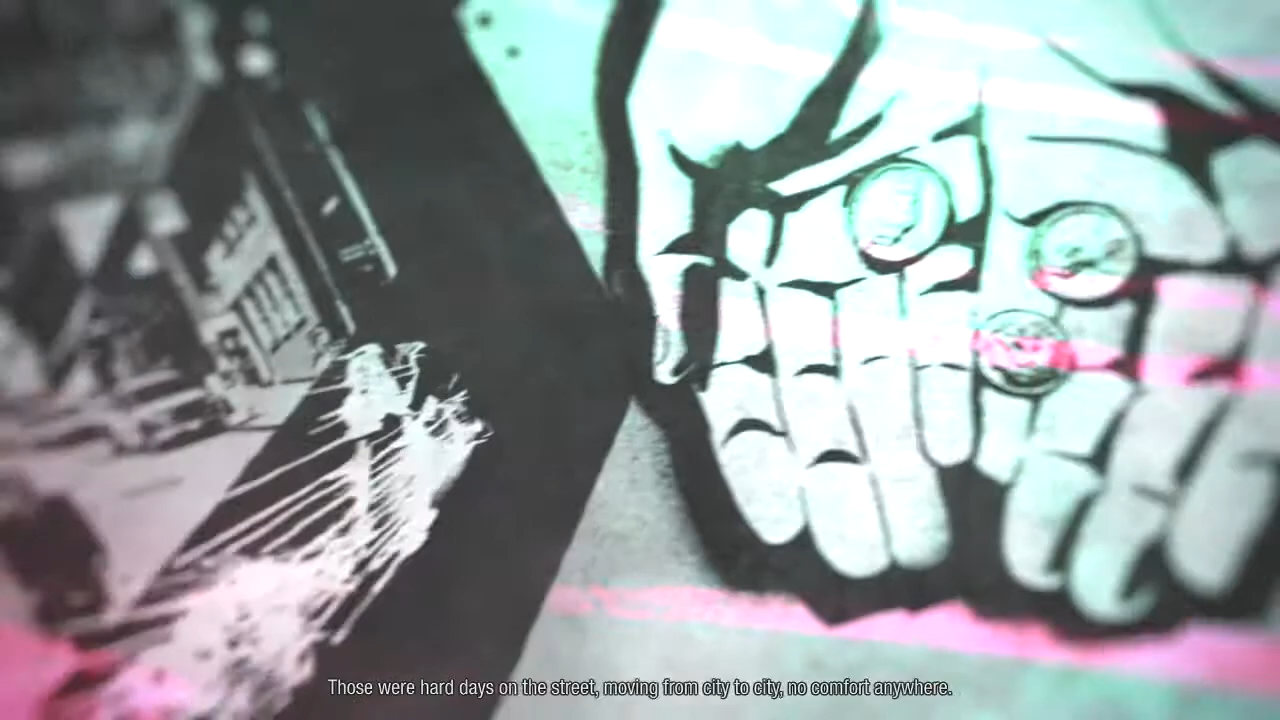 Those were hard days on the street, moving from city to city, no comfort anywhere.